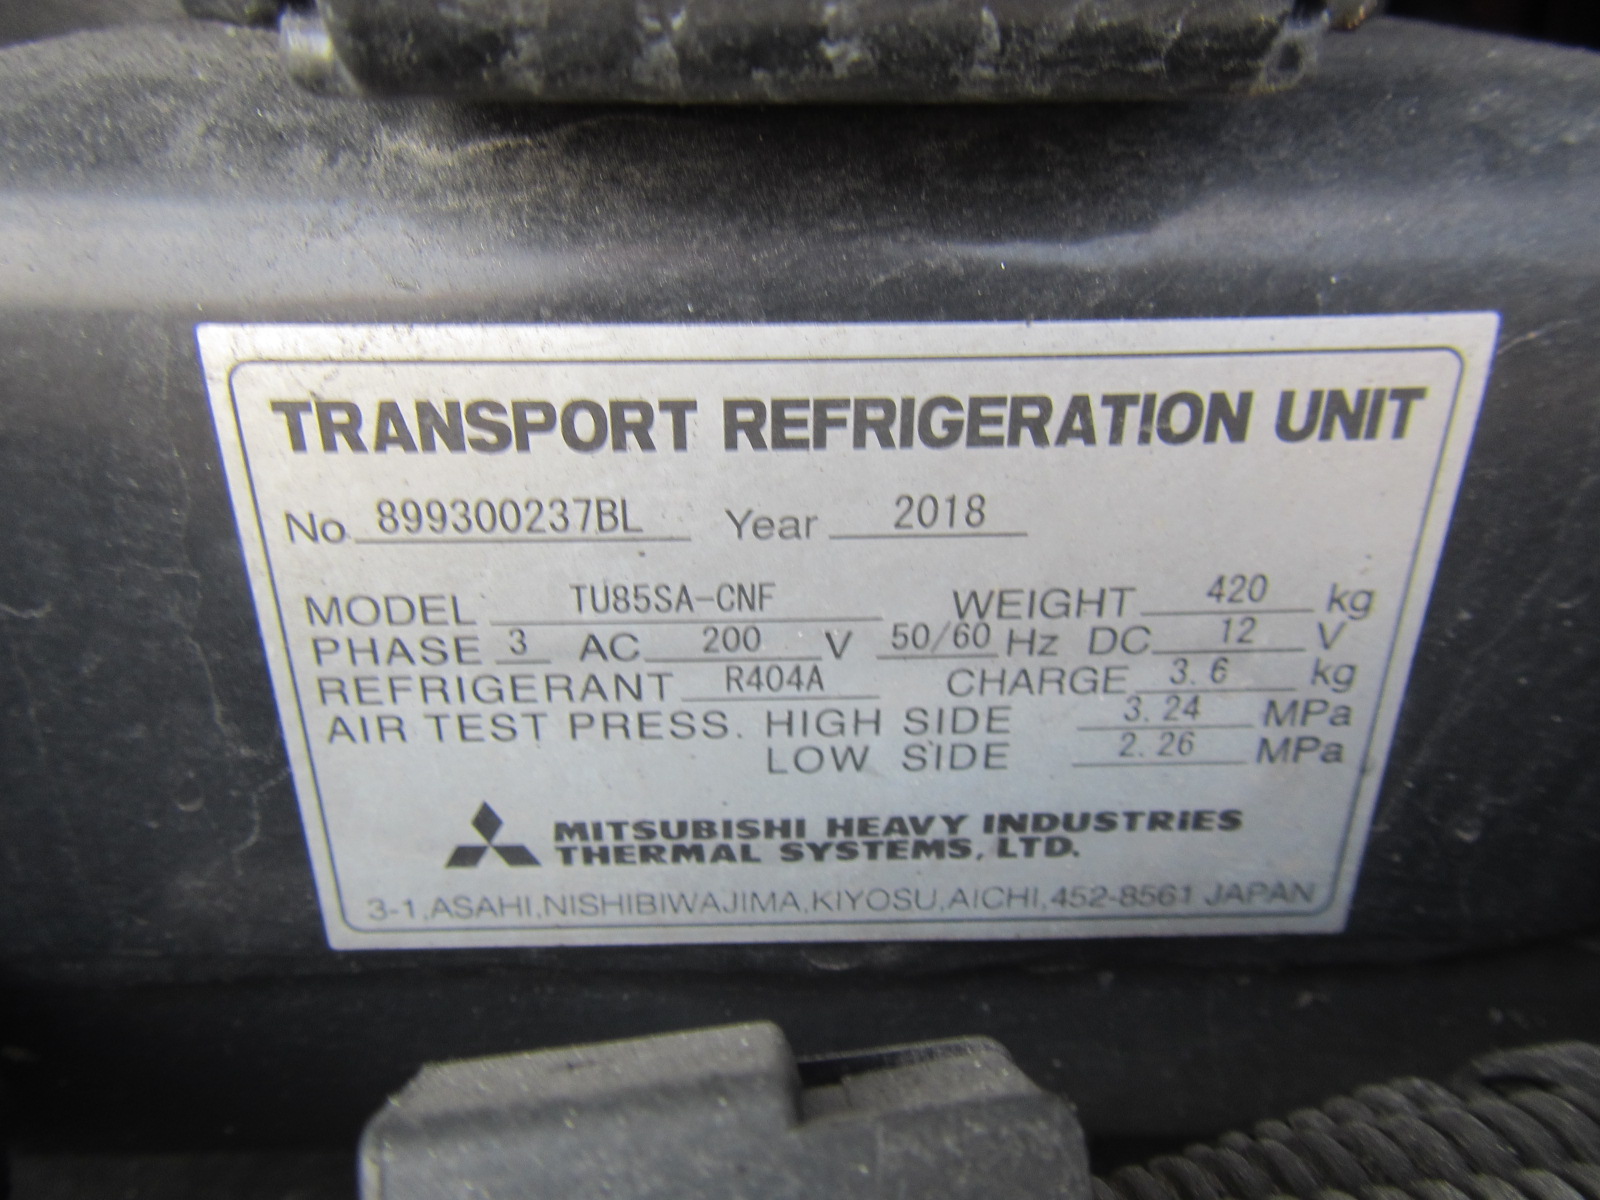 TRANSPORT REFRIGERATION UNIT
No. 899300237BL Year 2018
MODEL TU85SA-CNF WEIGHT 420 kg
PHASE 3 AC 200 V 50/60 Hz DC 12 V
REFRIGERANT R404A CHARGE 3.6 kg
AIR TEST PRESS. HIGH SIDE 3.24 MPa
LOW SIDE 2.26 MPa
MITSUBISHI HEAVY INDUSTRIES
THERMAL SYSTEMS, LTD.
3-1,ASAHI,NISHIBIWAJIMA,KIYOSU,AICHI,452-8561 JAPAN